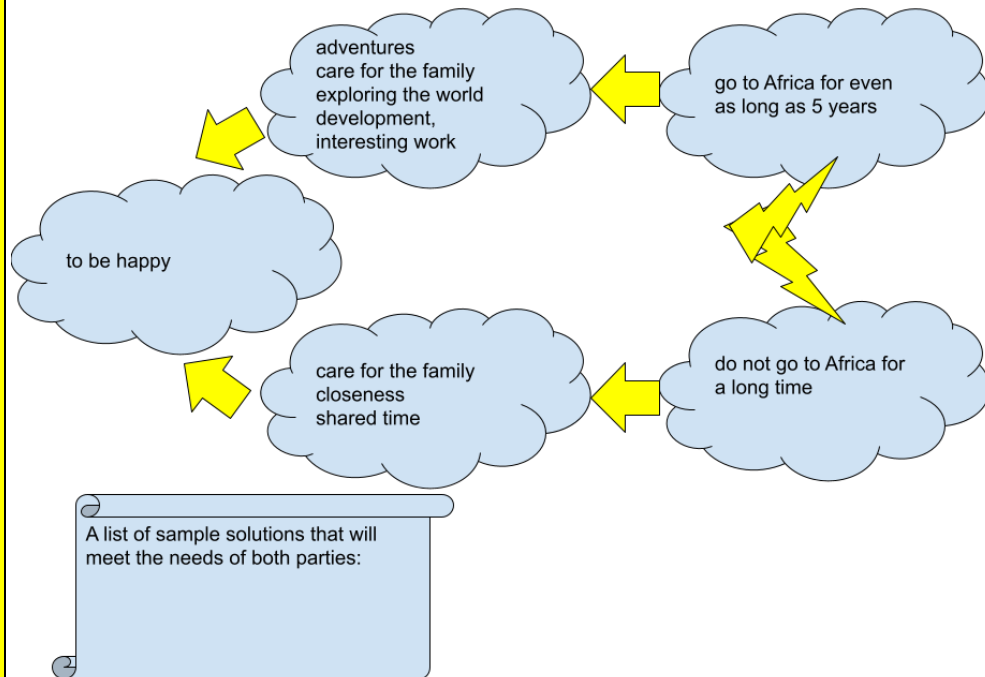 adventures
care for the family
exploring the world
development,
interesting work
go to Africa for even
as long as 5 years
to be happy
care for the family
closeness
shared time
do not go to Africa for
a long time
A list of sample solutions that will
meet the needs of both parties: